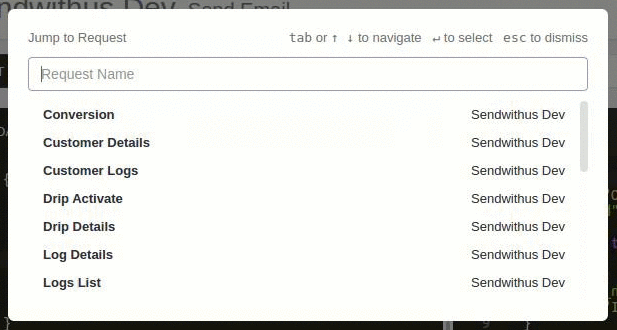 ndwithus Dev Send Email
Jump to Request tab or ↑ ↓ to navigate ↵ to select esc to dismiss
Request Name
Conversion Sendwithus Dev
Customer Details Sendwithus Dev
Customer Logs Sendwithus Dev
Drip Activate Sendwithus Dev
Drip Details Sendwithus Dev
Log Details Sendwithus Dev
Logs List Sendwithus Dev